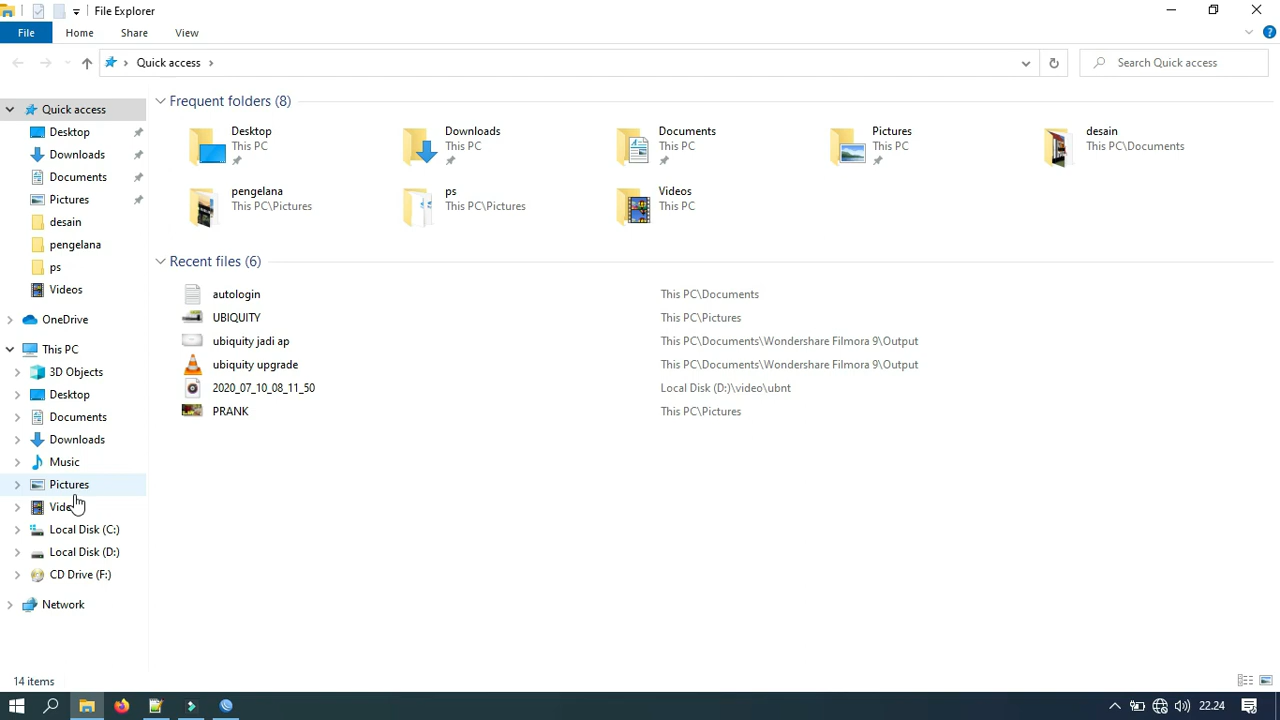 File Explorer
File Home Share View
Quick access
Search Quick access
Quick access
Desktop
Downloads
Documents
Pictures
desain
pengelana
ps
Videos
OneDrive
This PC
3D Objects
Desktop
Documents
Downloads
Music
Pictures
Local Disk (C:)
Local Disk (D:)
CD Drive (F:)
Network
Frequent folders (8)
Desktop
This PC
Downloads
This PC
Documents
This PC
Pictures
This PC
desain
This PC\Documents
pengelana
This PC\Pictures
ps
This PC\Pictures
Videos
This PC
Recent files (6)
autologin This PC\Documents
UBIQUITY This PC\Pictures
ubiquity jadi ap This PC\Documents\Wondershare Filmora 9\Output
ubiquity upgrade This PC\Documents\Wondershare Filmora 9\Output
2020_07_10_08_11_50 Local Disk (D:)\video\ubnt
PRANK This PC\Pictures
14 items
22.24